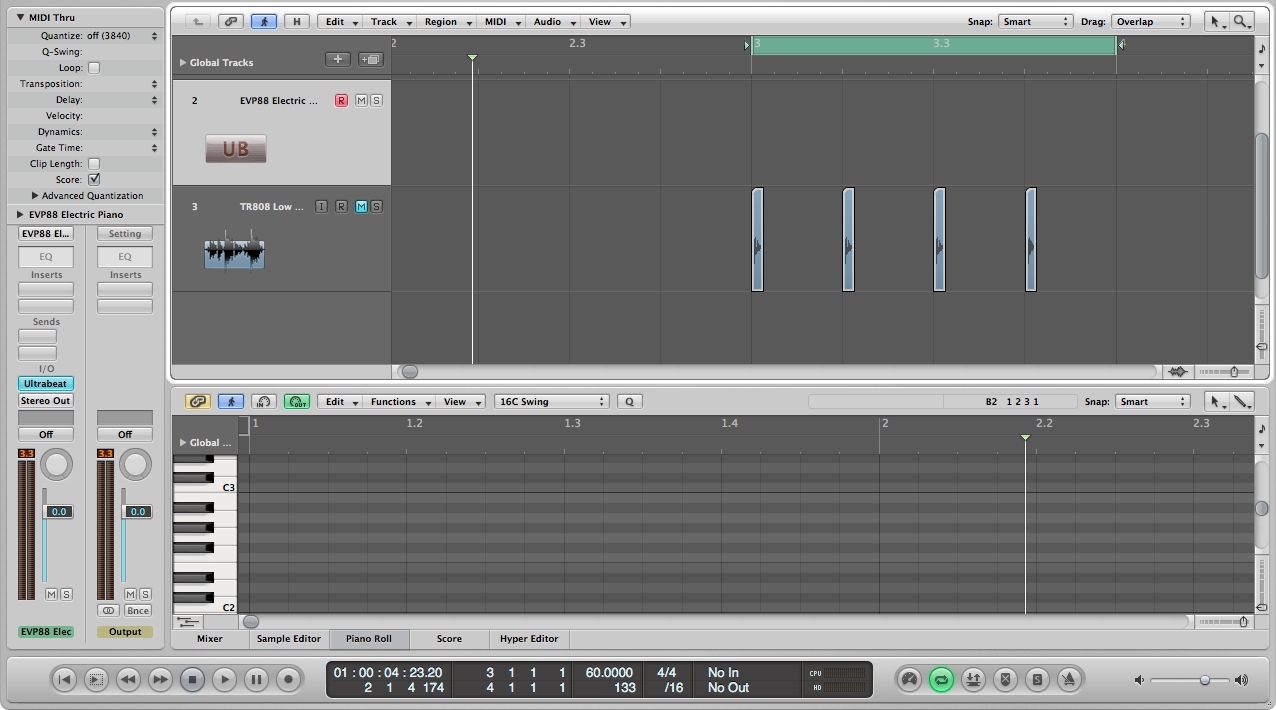 MIDI Thru
Quantize: off (3840)
Q-Swing:
Loop:
Transposition:
Delay:
Velocity:
Dynamics:
Gate Time:
Clip Length:
Score:
Advanced Quantization
EVP88 Electric Piano
EVP88 El... Setting
EQ EQ
Inserts Inserts
Sends
I/O
Ultrabeat
Stereo Out
Off Off
3.3 3.3
0.0 0.0
M S M S
Bnce
EVP88 Elec Output
H Edit Track Region MIDI Audio View Snap: Smart Drag: Overlap
2 2.3 3 3.3 4
Global Tracks
2 EVP88 Electric ... R M S
UB
3 TR808 Low ... I R M S
IN OUT Edit Functions View 16C Swing Q B2 1 2 3 1 Snap: Smart
1 1.2 1.3 1.4 2 2.2 2.3
Global ...
C3
C2
Mixer Sample Editor Piano Roll Score Hyper Editor
01 : 00 : 04 : 23.20 3 1 1 1 60.0000 4/4 No In CPU
2 1 4 174 4 1 1 1 133 /16 No Out HD
S